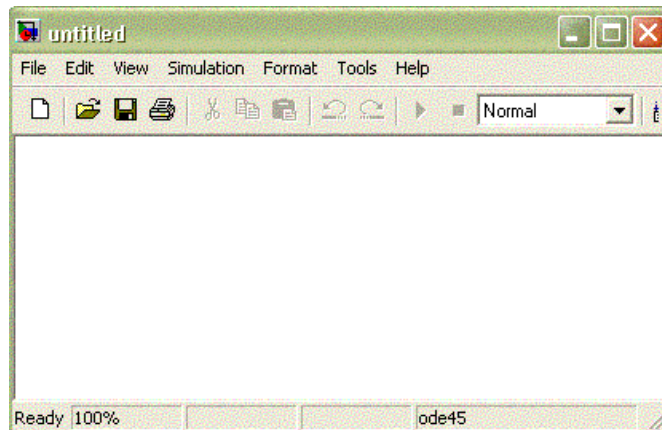 untitled
File Edit View Simulation Format Tools Help
Normal
Ready 100% ode45